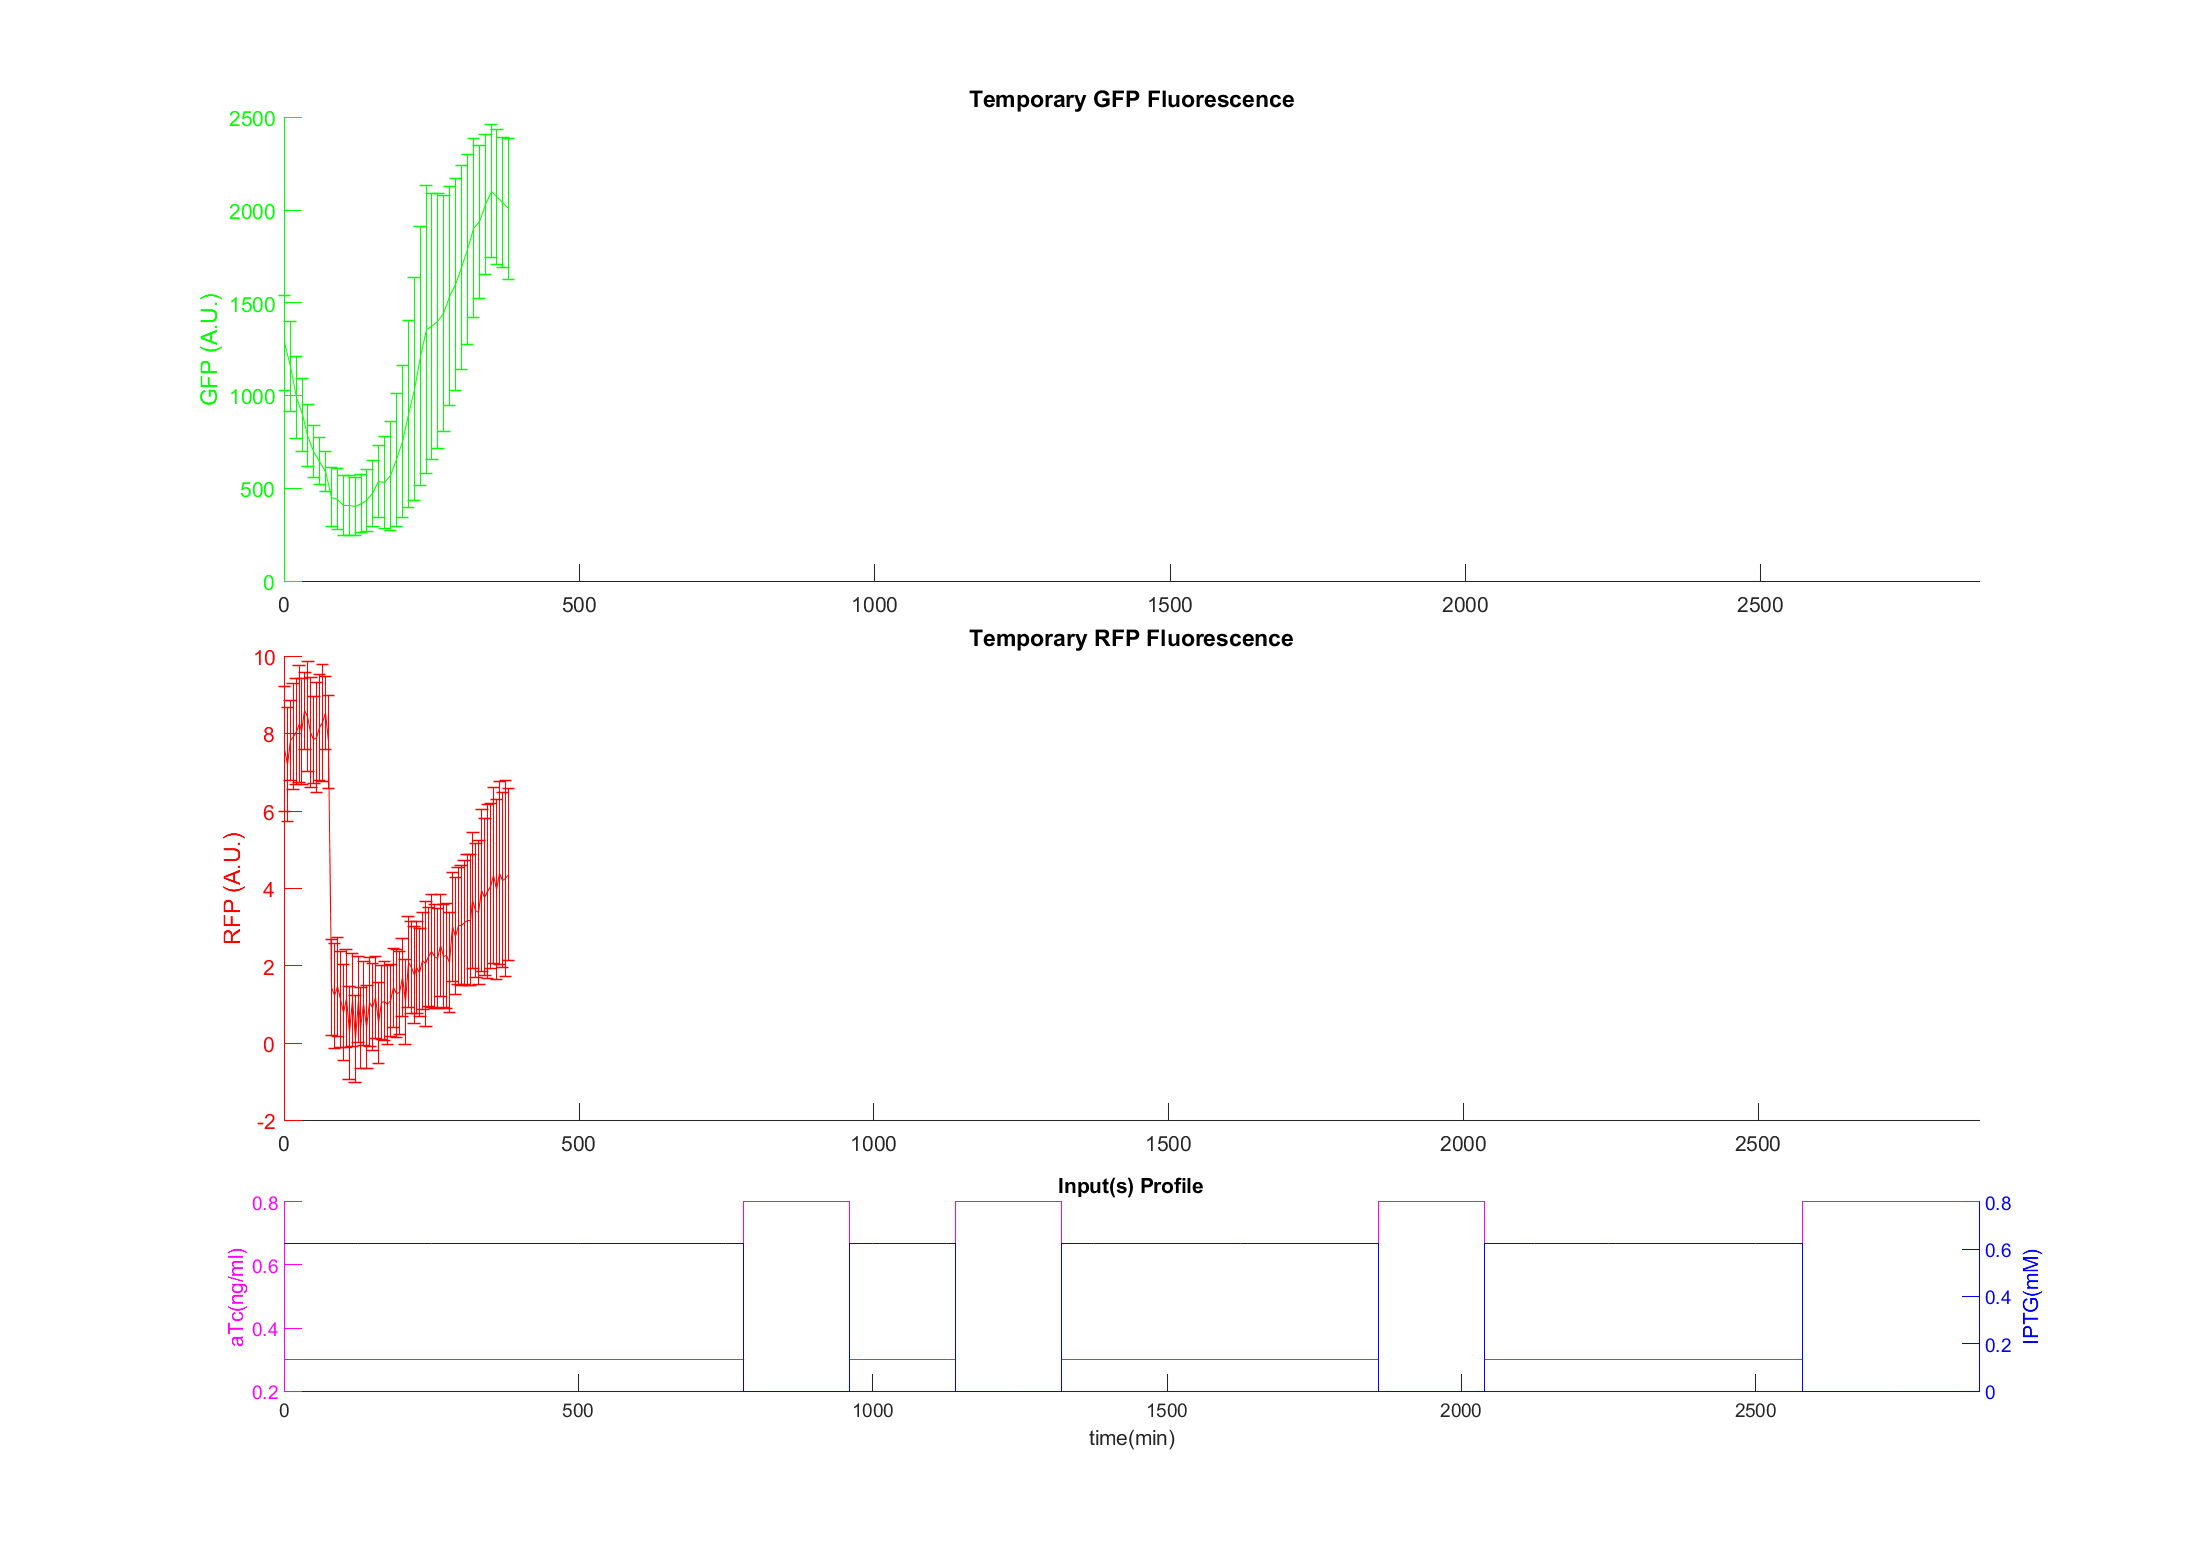 Temporary GFP Fluorescence
2500
2000
1500
1000
500
0
GFP (A.U.)
0 500 1000 1500 2000 2500
Temporary RFP Fluorescence
10
8
6
4
2
0
-2
RFP (A.U.)
0 500 1000 1500 2000 2500
Input(s) Profile
0.8
0.6
0.4
0.2
aTc(ng/ml)
0.8
0.6
0.4
0.2
0
IPTG(mM)
0 500 1000 1500 2000 2500
time(min)